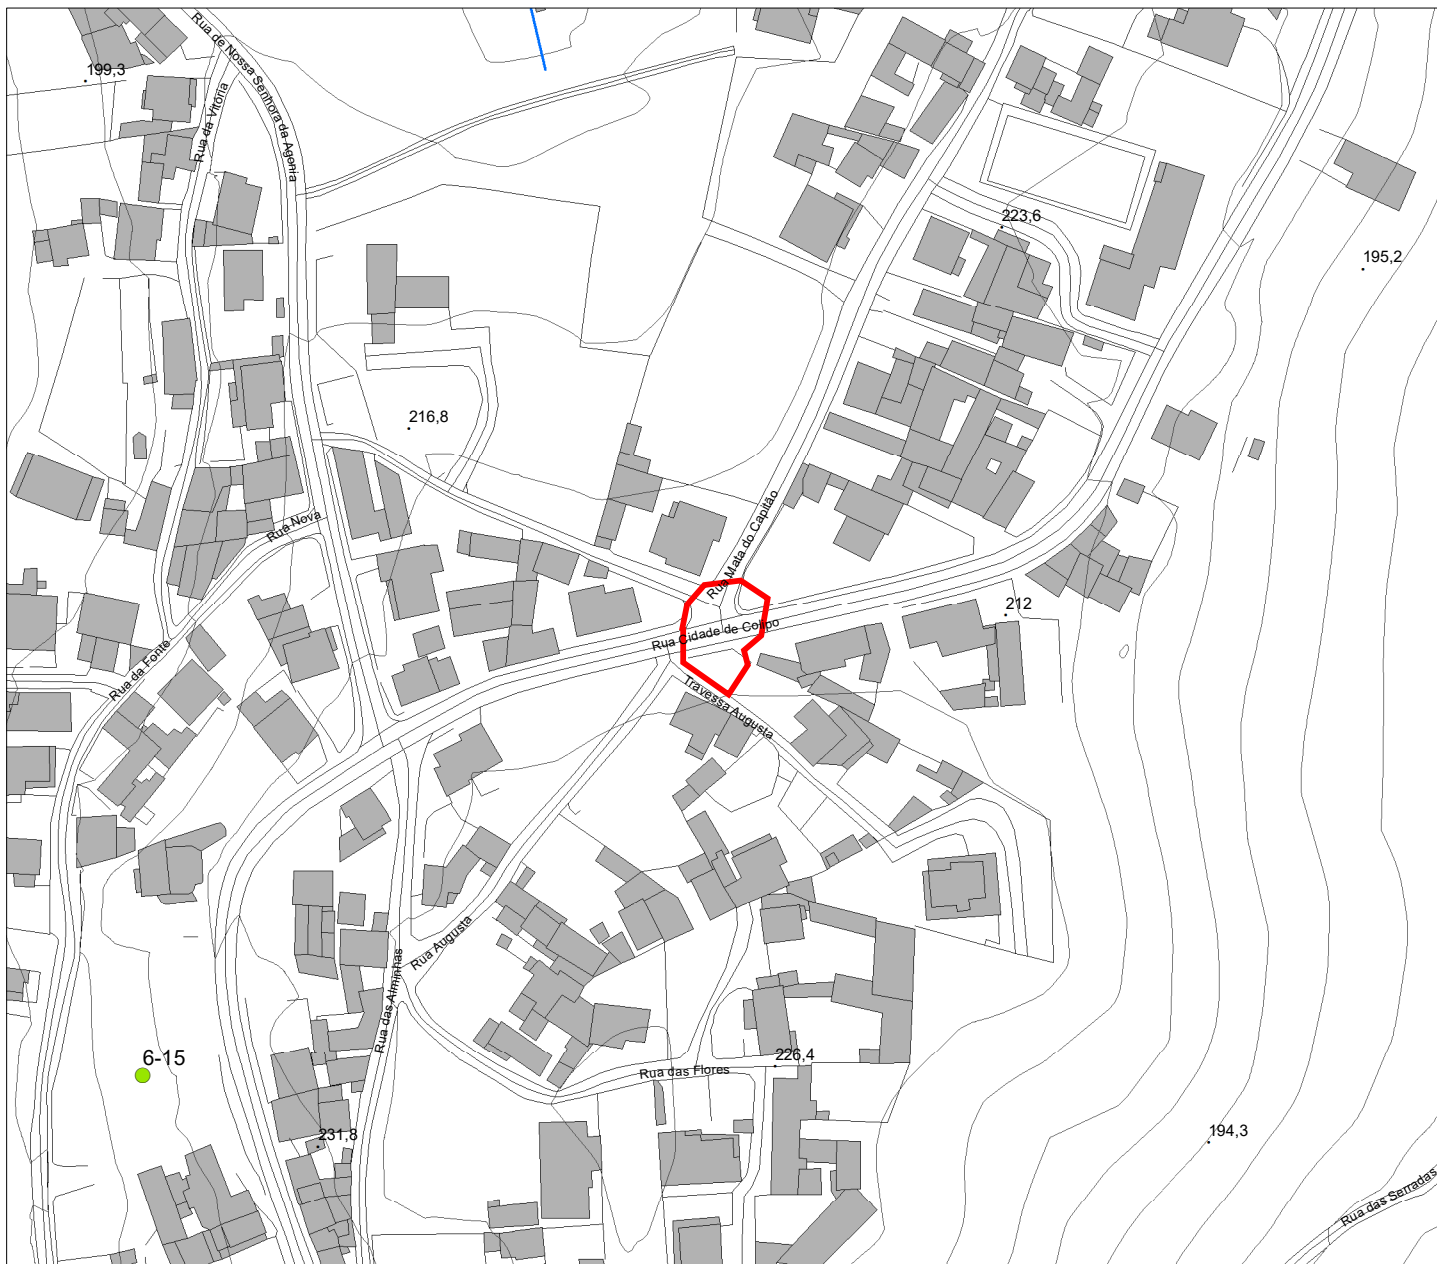 Rua de Nossa Senhora da Agonia
199,3
Rua da Vitória
223,6
195,2
216,8
Rua Nova
Rua Mata do Capitão
212
Rua Cidade de Collpo
Rua da Fonte
Travessa Augusta
Rua Augusta
Rua das Alminhas
6-15
226,4
Rua das Flores
231,8
194,3
Rua das Serradas